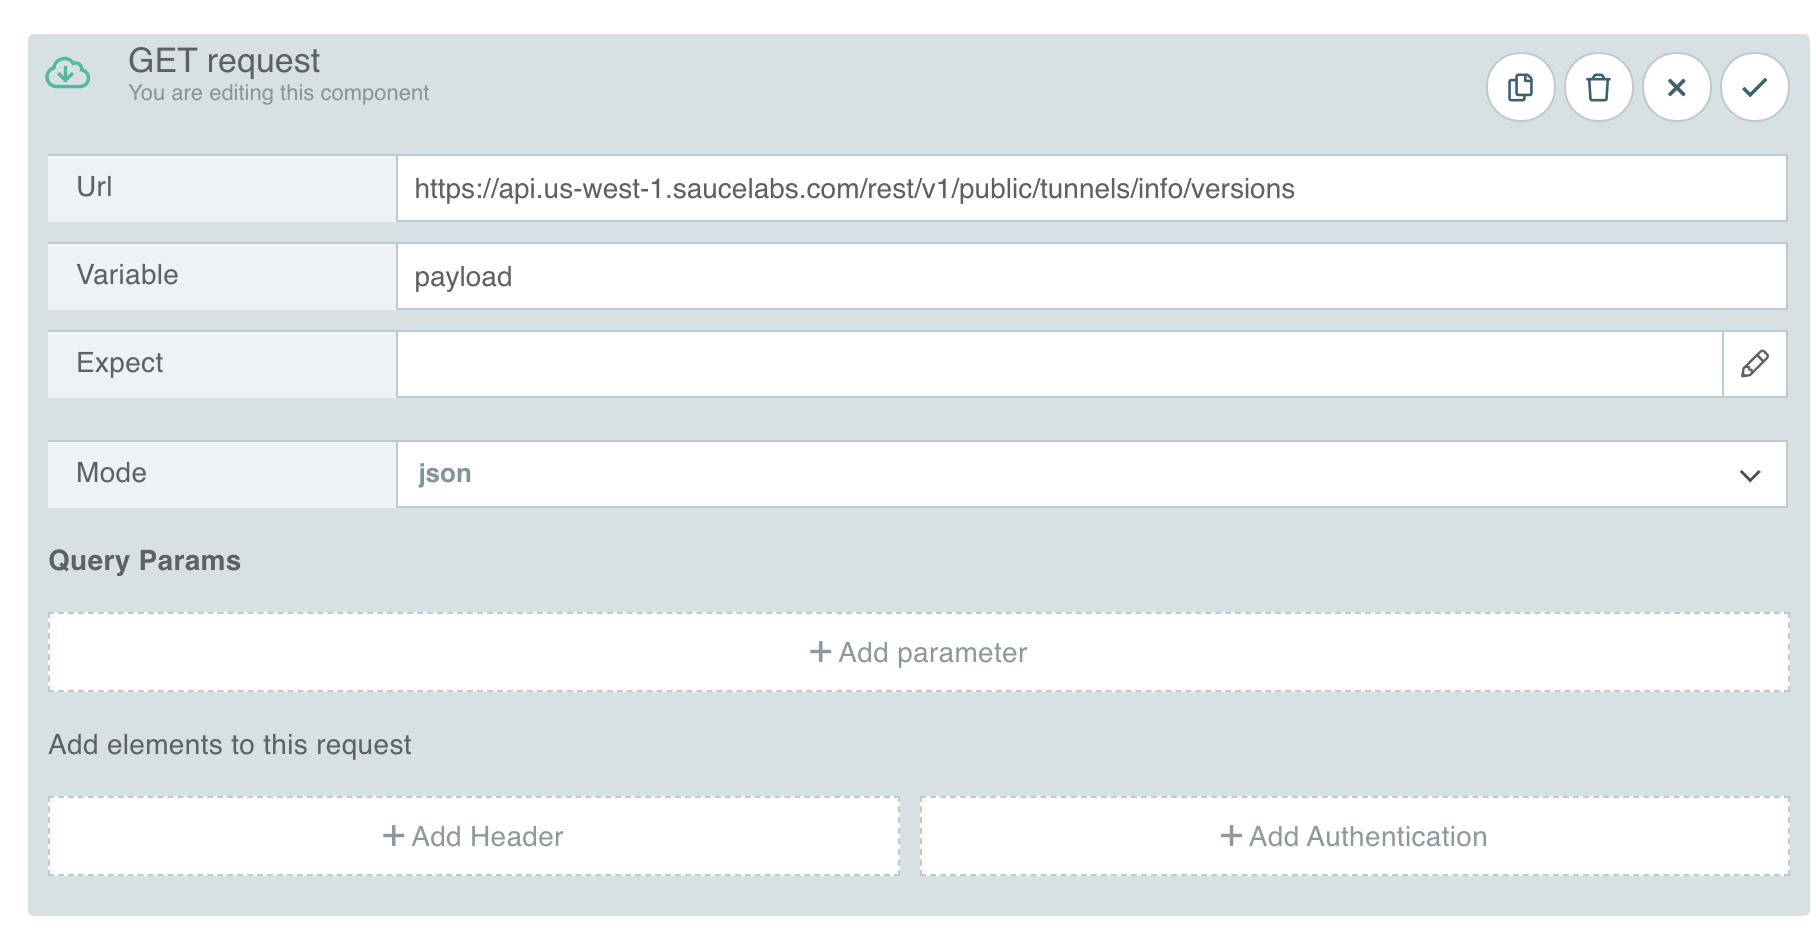 GET request
You are editing this component
Url
https://api.us-west-1.saucelabs.com/rest/v1/public/tunnels/info/versions
Variable
payload
Expect
Mode
json
Query Params
+ Add parameter
Add elements to this request
+ Add Header
+ Add Authentication